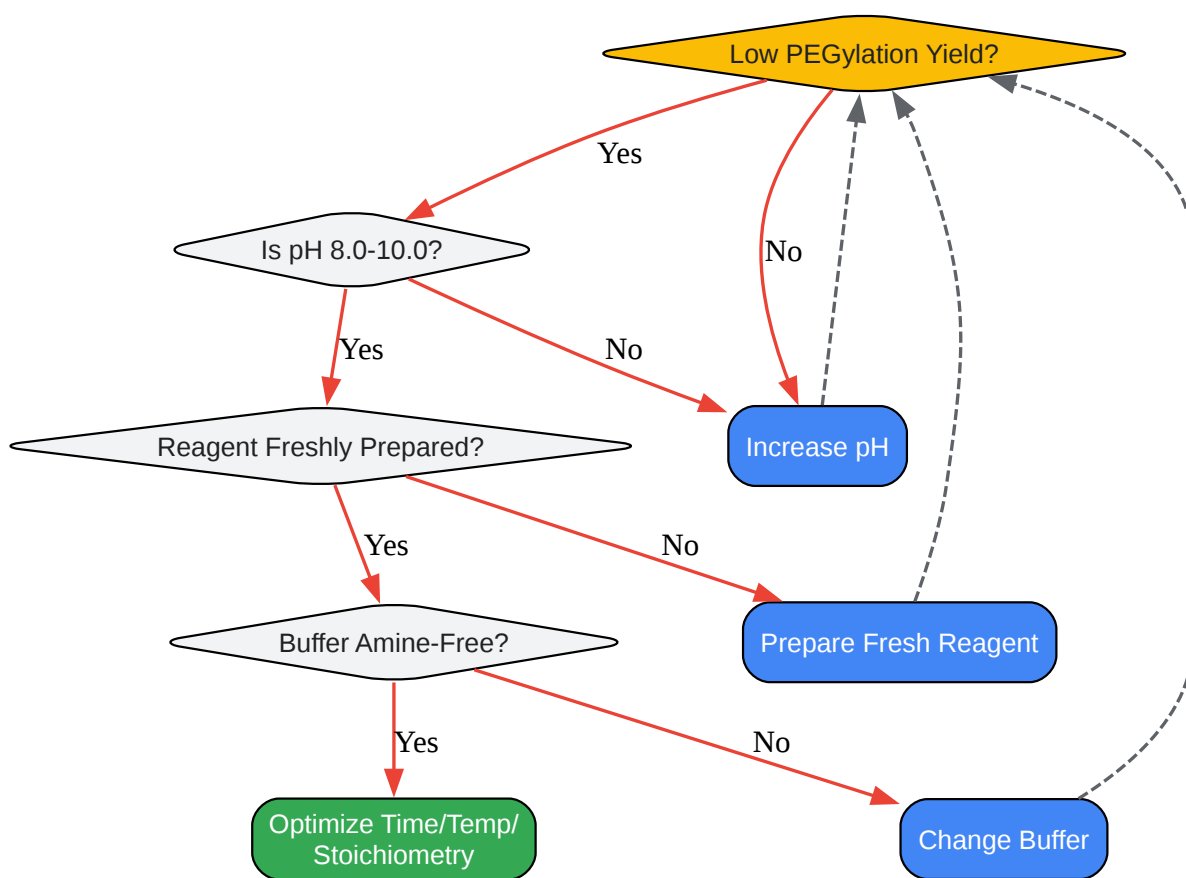 Low PEGylation Yield?
Yes
No
Is pH 8.0-10.0?
Yes
No
Increase pH
Reagent Freshly Prepared?
Yes
No
Prepare Fresh Reagent
Buffer Amine-Free?
Yes
No
Optimize Time/Temp/
Stoichiometry
Change Buffer